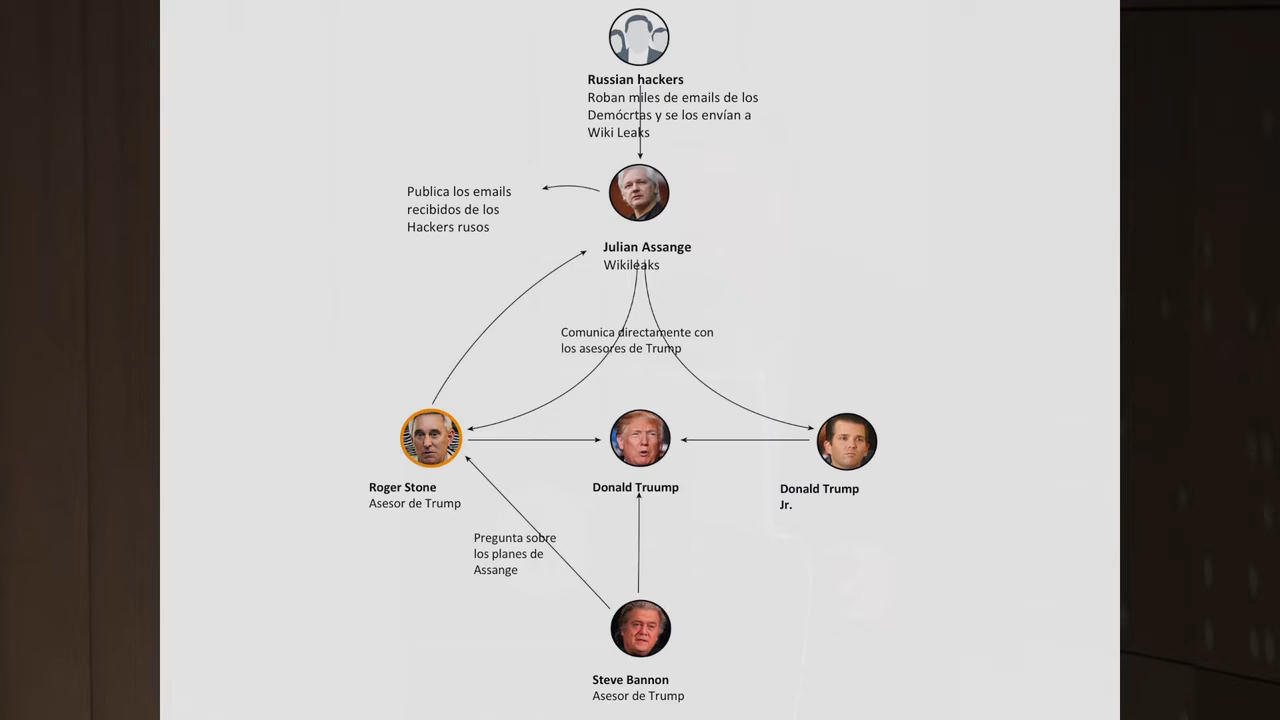 Russian hackers
Roban miles de emails de los
Demócrtas y se los envían a
Wiki Leaks
Publica los emails
recibidos de los
Hackers rusos
Julian Assange
Wikileaks
Comunica directamente con
los asesores de Trump
Roger Stone
Asesor de Trump
Donald Truump
Donald Trump
Jr.
Pregunta sobre
los planes de
Assange
Steve Bannon
Asesor de Trump